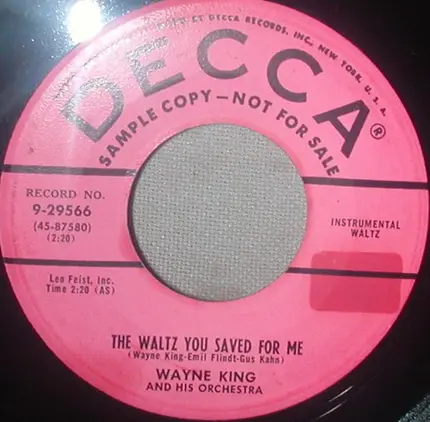 DECCA RECORDS, INC., NEW YORK, U. S. A.
DECCA®
SAMPLE COPY—NOT FOR SALE
RECORD NO.
9-29566
(45-87580)
(2:20)
INSTRUMENTAL
WALTZ
Leo Feist, Inc.
Time 2:20 (AS)
THE WALTZ YOU SAVED FOR ME
(Wayne King-Emil Flindt-Gus Kahn)
WAYNE KING
AND HIS ORCHESTRA